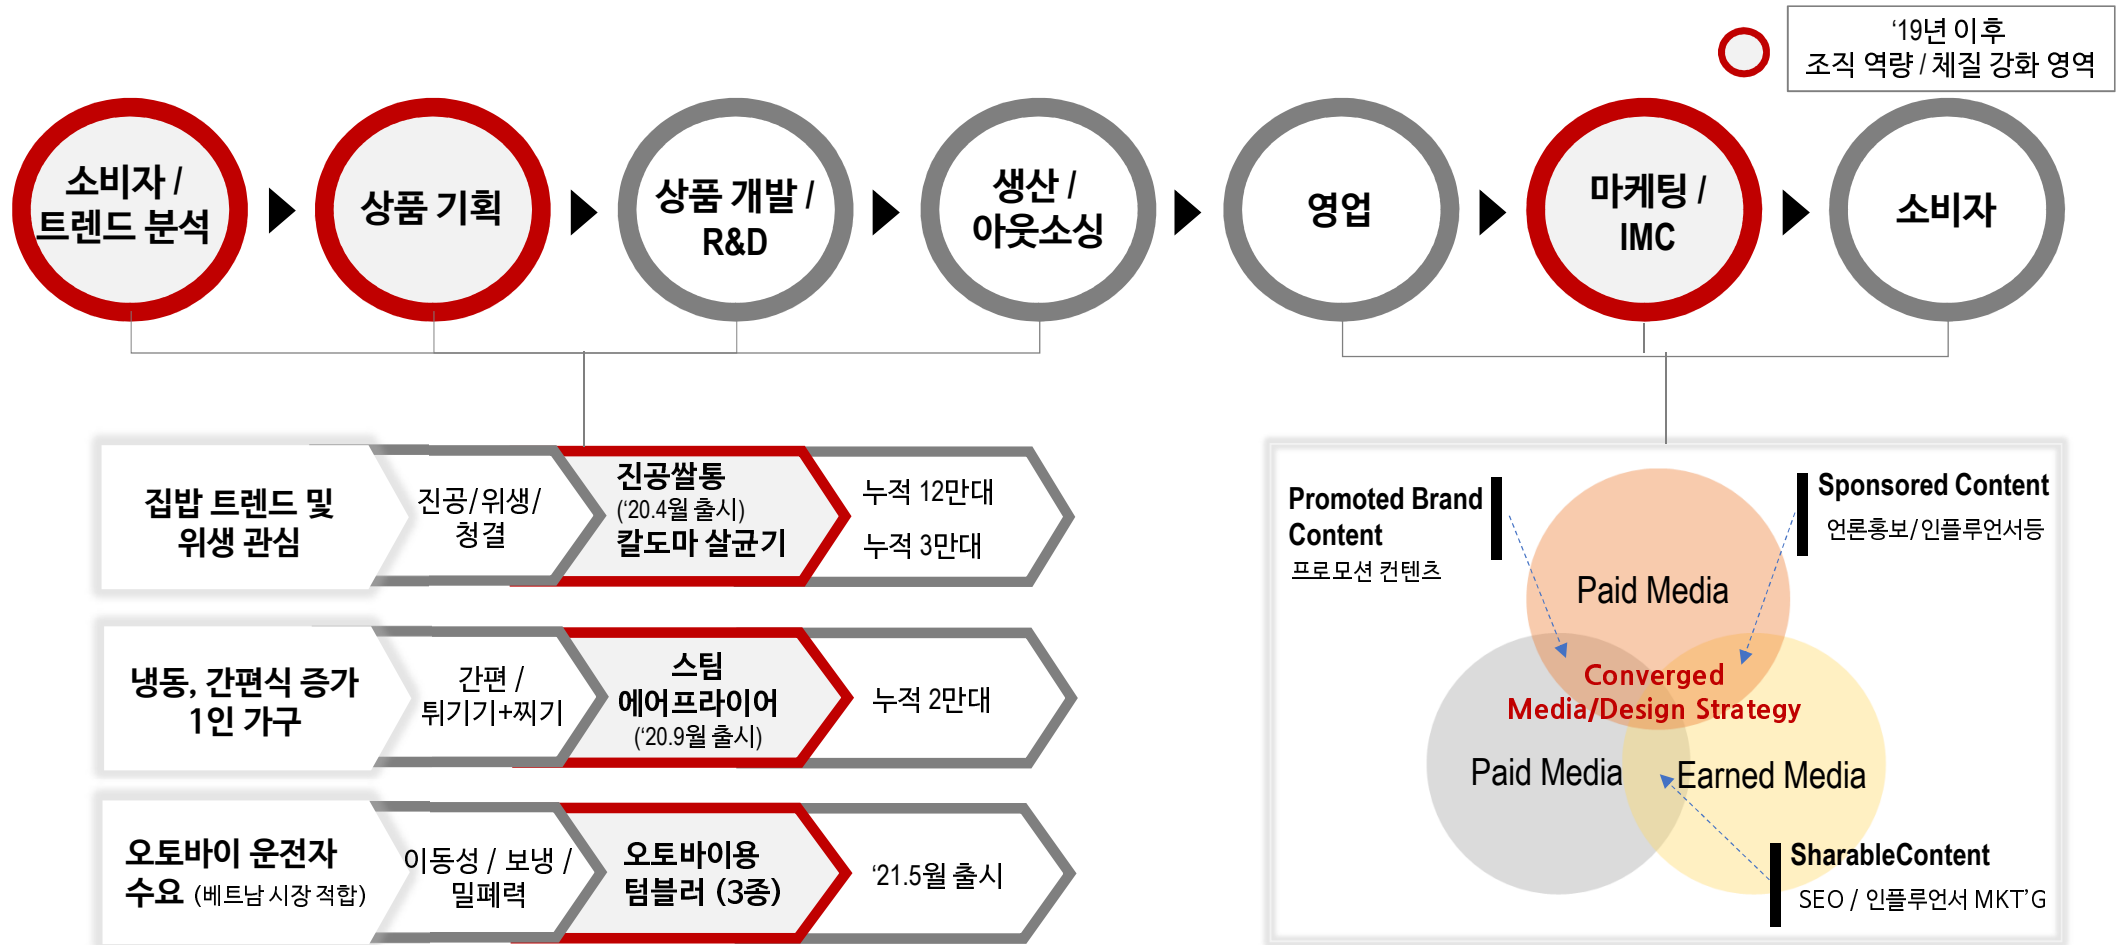 ‘19년 이후
조직 역량 / 체질 강화 영역
소비자 /
트렌드 분석
상품 기획
상품 개발 /
R&D
생산 /
아웃소싱
영업
마케팅 /
IMC
소비자
집밥 트렌드 및
위생 관심
진공/위생/
청결
진공쌀통
(‘20.4월 출시)
칼도마 살균기
누적 12만대
누적 3만대
냉동, 간편식 증가
1인 가구
간편 /
튀기기+찌기
스팀
에어프라이어
(‘20.9월 출시)
누적 2만대
오토바이 운전자
수요 (베트남 시장 적합)
이동성 / 보냉 /
밀폐력
오토바이용
텀블러 (3종)
‘21.5월 출시
Promoted Brand
Content
프로모션 컨텐츠
Sponsored Content
언론홍보/인플루언서등
Paid Media
Converged
Media/Design Strategy
Paid Media
Earned Media
SharableContent
SEO / 인플루언서 MKT’G